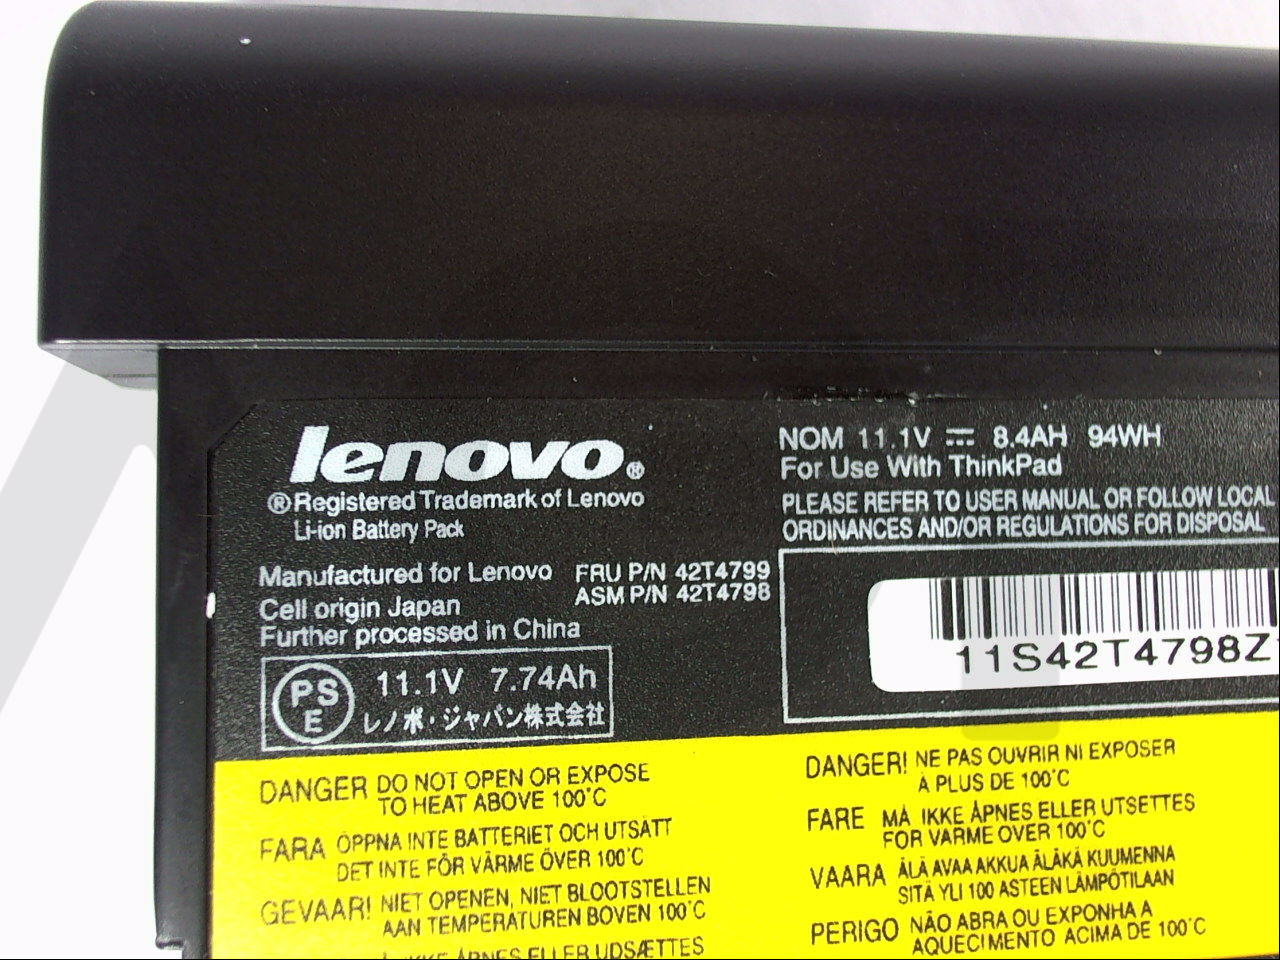 lenovo®
®Registered Trademark of Lenovo
Li-ion Battery Pack
Manufactured for Lenovo FRU P/N 42T4799
ASM P/N 42T4798
Cell origin Japan
Further processed in China
PS
E
11.1V 7.74Ah
レノボ・ジャパン株式会社
NOM 11.1V ⎓ 8.4AH 94WH
For Use With ThinkPad
PLEASE REFER TO USER MANUAL OR FOLLOW LOCAL
ORDINANCES AND/OR REGULATIONS FOR DISPOSAL
11S42T4798Z
DANGER DO NOT OPEN OR EXPOSE
TO HEAT ABOVE 100°C
FARA ÖPPNA INTE BATTERIET OCH UTSÄTT
DET INTE FÖR VÄRME ÖVER 100°C
GEVAAR! NIET OPENEN, NIET BLOOTSTELLEN
AAN TEMPERATUREN BOVEN 100°C
IKKE ÅPNES ELLER UDSÆTTES
DANGER! NE PAS OUVRIR NI EXPOSER
À PLUS DE 100°C
FARE MÅ IKKE ÅPNES ELLER UTSETTES
FOR VARME OVER 100°C
VAARA ÄLÄ AVAA AKKUA ÄLÄKÄ KUUMENNA
SITÄ YLI 100 ASTEEN LÄMPÖTILAAN
PERIGO NÃO ABRA OU EXPONHA A
AQUECIMENTO ACIMA DE 100°C